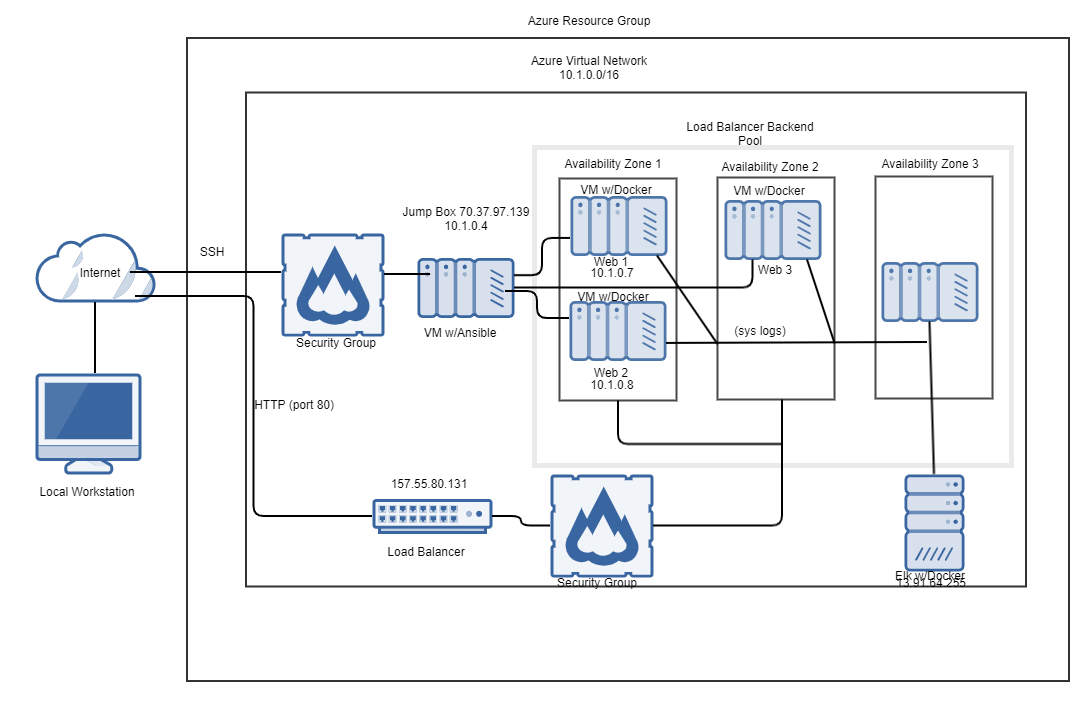 Azure Resource Group
Azure Virtual Network
10.1.0.0/16
Load Balancer Backend
Pool
Availability Zone 1
Availability Zone 2
Availability Zone 3
VM w/Docker
VM w/Docker
Jump Box 70.37.97.139
10.1.0.4
SSH
Internet
Web 1
10.1.0.7
Web 3
VM w/Docker
Security Group
VM w/Ansible
(sys logs)
Web 2
10.1.0.8
HTTP (port 80)
Local Workstation
157.55.80.131
Load Balancer
Security Group
Elk w/Docker
13.91.64.255